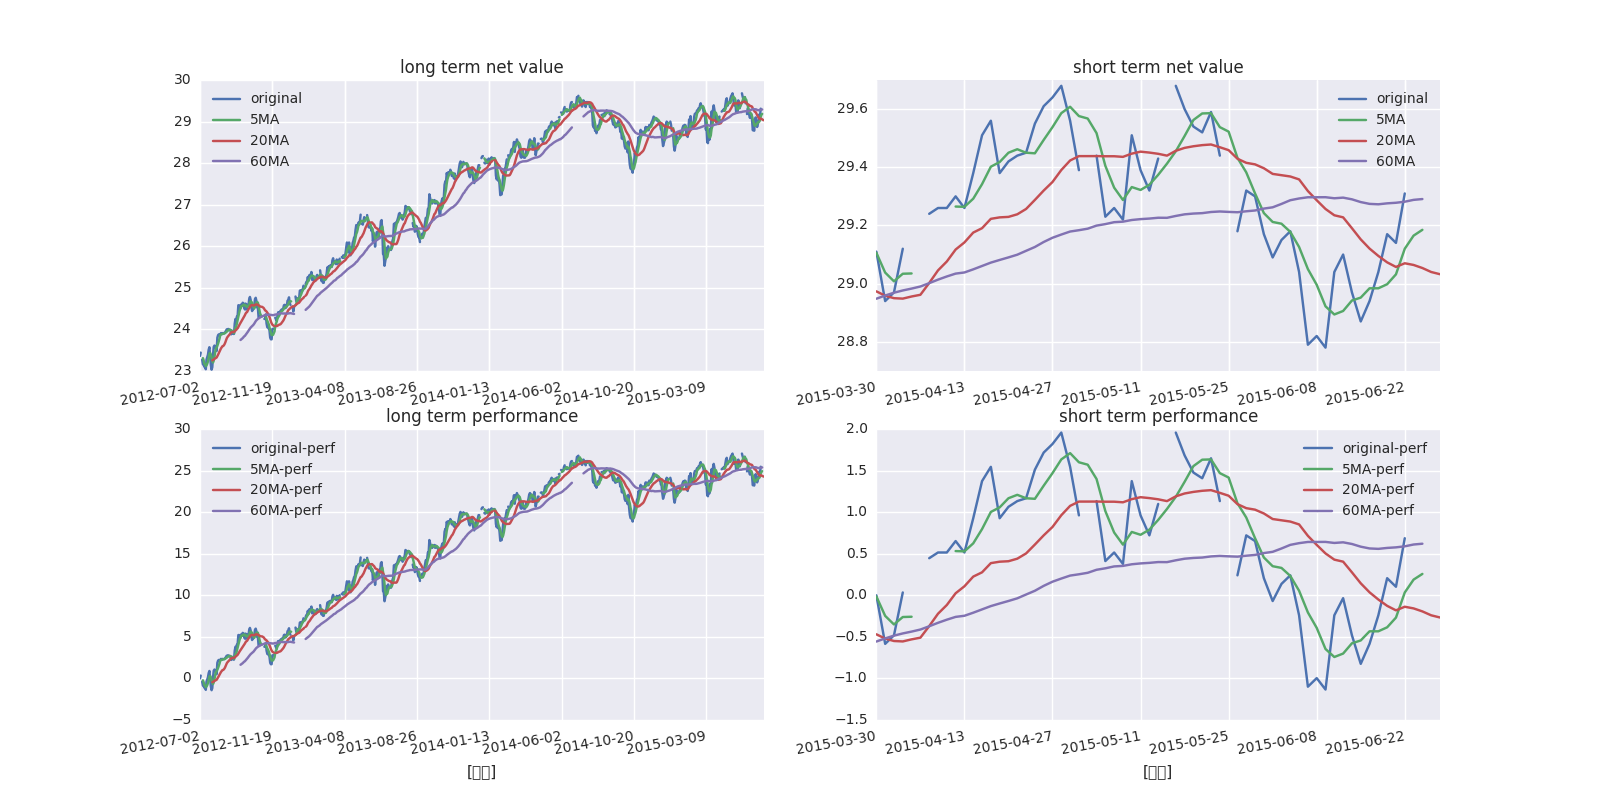 long term net value
30
29
28
27
26
25
24
23
original
5MA
20MA
60MA
2012-07-02 2012-11-19 2013-04-08 2013-08-26 2014-01-13 2014-06-02 2014-10-20 2015-03-09
short term net value
29.6
29.4
29.2
29.0
28.8
original
5MA
20MA
60MA
2015-03-30 2015-04-13 2015-04-27 2015-05-11 2015-05-25 2015-06-08 2015-06-22
long term performance
30
25
20
15
10
5
0
−5
original-perf
5MA-perf
20MA-perf
60MA-perf
2012-07-02 2012-11-19 2013-04-08 2013-08-26 2014-01-13 2014-06-02 2014-10-20 2015-03-09
[▯▯]
short term performance
2.0
1.5
1.0
0.5
0.0
−0.5
−1.0
−1.5
original-perf
5MA-perf
20MA-perf
60MA-perf
2015-03-30 2015-04-13 2015-04-27 2015-05-11 2015-05-25 2015-06-08 2015-06-22
[▯▯]